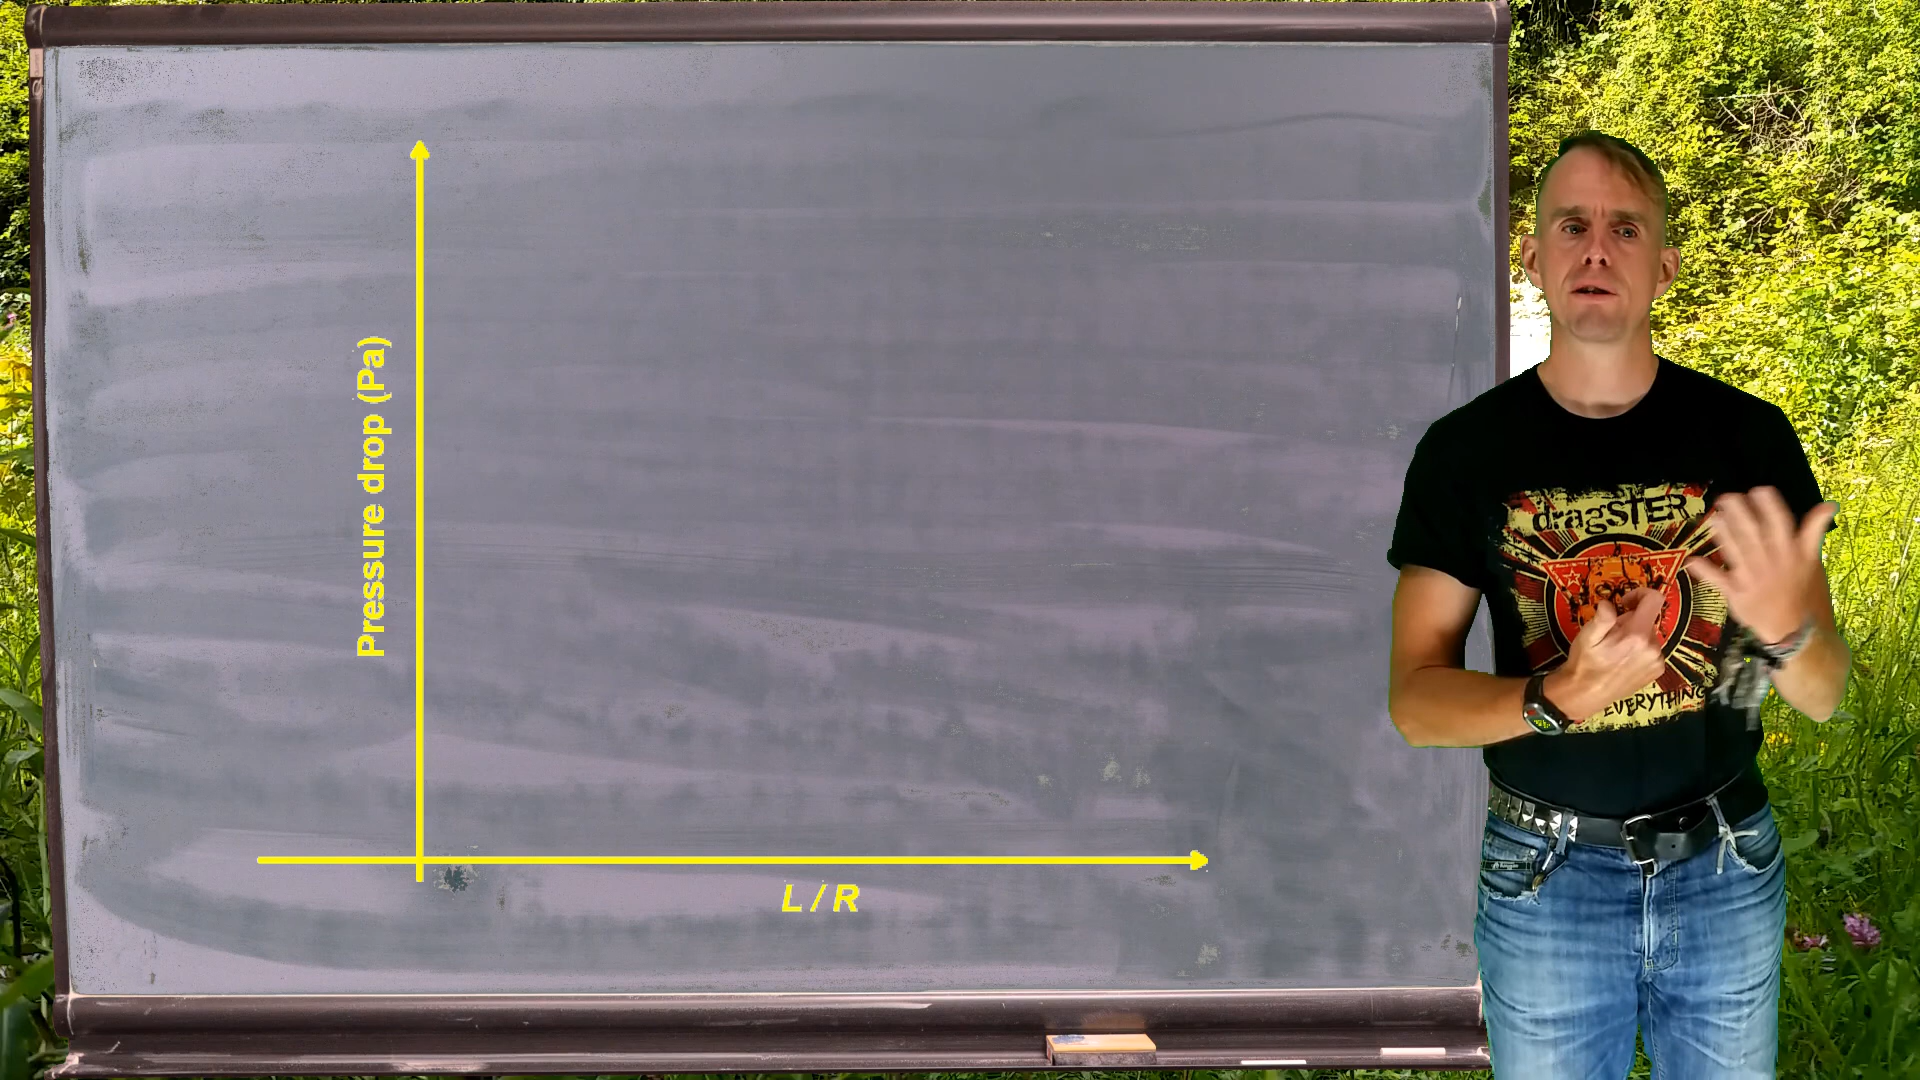 Pressure drop (Pa)
L / R
dragSTER
EVERYTHING